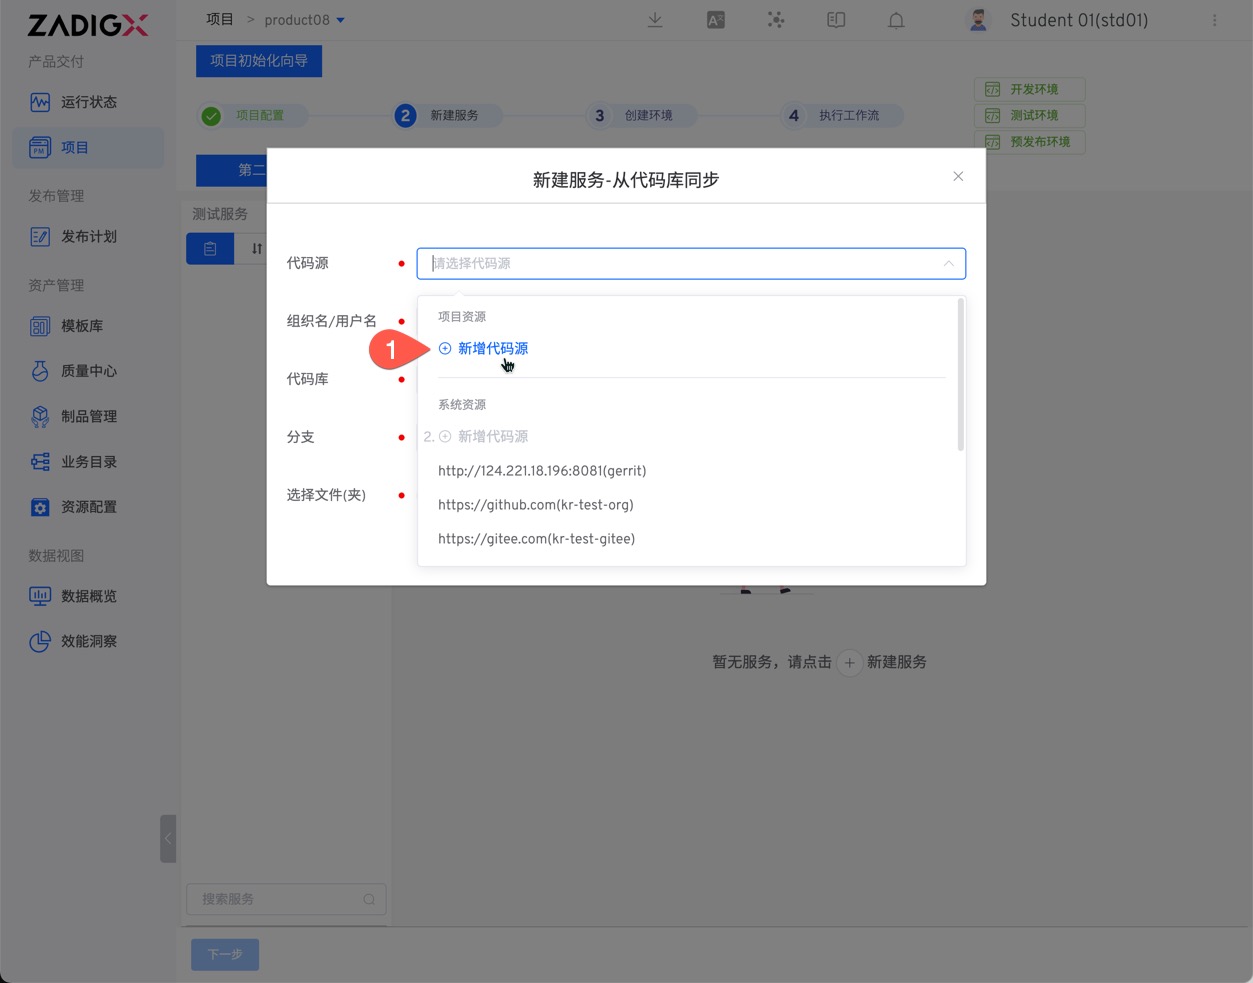 ZADIGX
项目 > product08
Student 01(std01)
产品交付
运行状态
项目
发布管理
发布计划
资产管理
模板库
质量中心
制品管理
业务目录
资源配置
数据视图
数据概览
效能洞察
项目初始化向导
项目配置
2 新建服务
3 创建环境
4 执行工作流
开发环境
测试环境
预发布环境
第二
测试服务
新建服务-从代码库同步
代码源
请选择代码源
组织名/用户名
代码库
分支
选择文件(夹)
项目资源
1
新增代码源
系统资源
2. 新增代码源
http://124.221.18.196:8081(gerrit)
https://github.com(kr-test-org)
https://gitee.com(kr-test-gitee)
暂无服务，请点击 + 新建服务
搜索服务
下一步